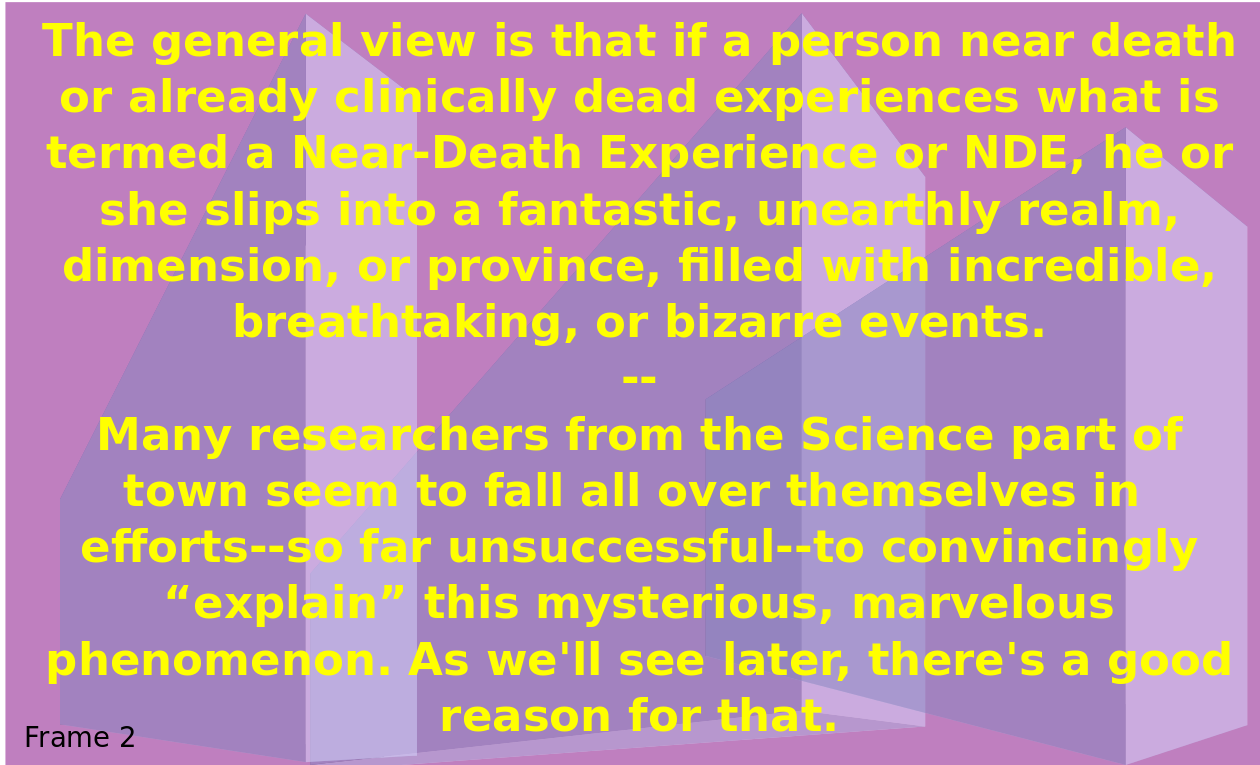 The general view is that if a person near death
or already clinically dead experiences what is
termed a Near-Death Experience or NDE, he or
she slips into a fantastic, unearthly realm,
dimension, or province, filled with incredible,
breathtaking, or bizarre events.
--
Many researchers from the Science part of
town seem to fall all over themselves in
efforts--so far unsuccessful--to convincingly
“explain” this mysterious, marvelous
phenomenon. As we'll see later, there's a good
reason for that.
Frame 2